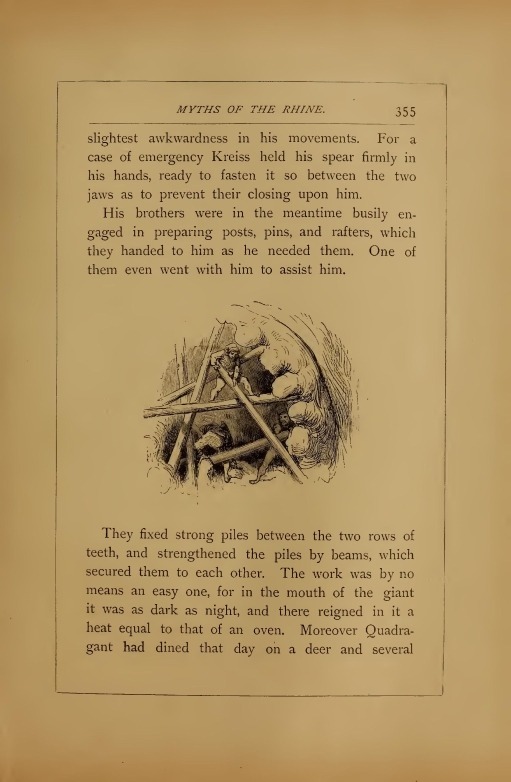 MYTHS OF THE RHINE. 355
slightest awkwardness in his movements. For a
case of emergency Kreiss held his spear firmly in
his hands, ready to fasten it so between the two
jaws as to prevent their closing upon him.
His brothers were in the meantime busily en-
gaged in preparing posts, pins, and rafters, which
they handed to him as he needed them. One of
them even went with him to assist him.
They fixed strong piles between the two rows of
teeth, and strengthened the piles by beams, which
secured them to each other. The work was by no
means an easy one, for in the mouth of the giant
it was as dark as night, and there reigned in it a
heat equal to that of an oven. Moreover Quadra-
gant had dined that day on a deer and several